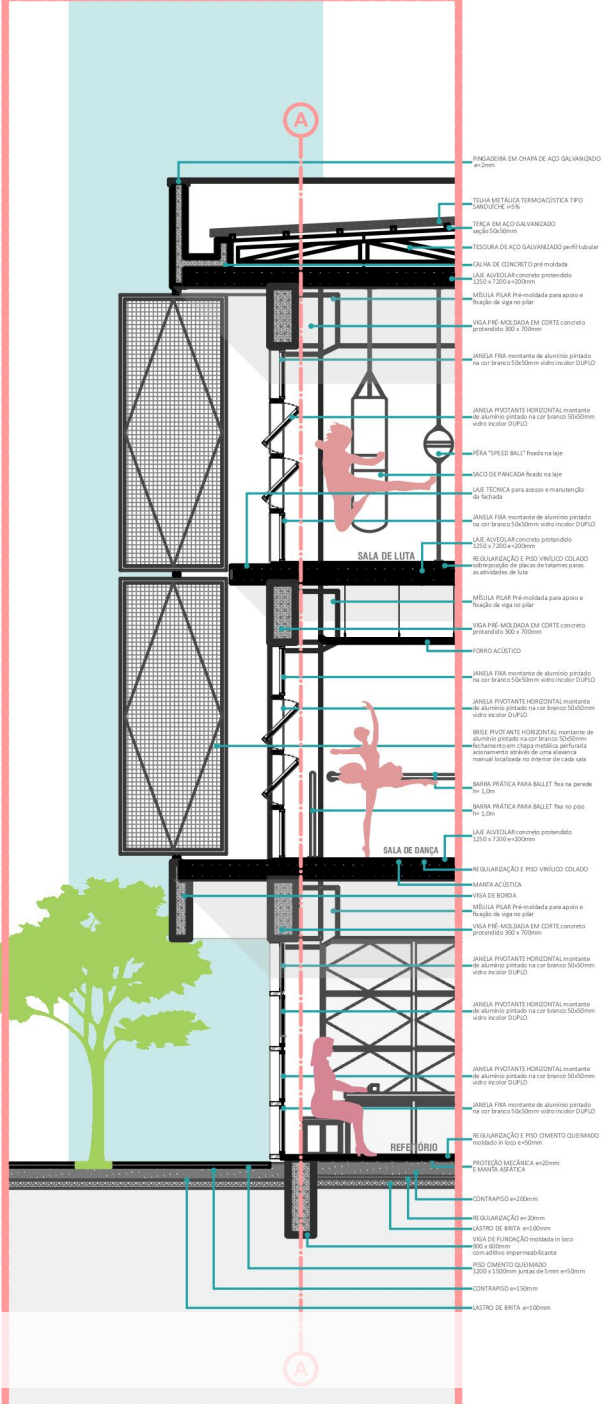 A
PINGADEIRA EM CHAPA DE AÇO GALVANIZADO
e=2mm
TELHA METÁLICA TERMOACÚSTICA TIPO
SANDUÍCHE i=5%
TERÇA EM AÇO GALVANIZADO
seção 50x50mm
TESOURA DE AÇO GALVANIZADO perfil tubular
CALHA DE CONCRETO pré moldada
LAJE ALVEOLAR concreto protendido
1250 x 7200 e=200mm
MÍSULA PILAR Pré-moldada para apoio e
fixação da viga no pilar
VIGA PRÉ-MOLDADA EM CORTE concreto
protendido 300 x 700mm
JANELA FIXA montante de alumínio pintado
na cor branco 50x50mm vidro incolor DUPLO
JANELA PIVOTANTE HORIZONTAL montante
de alumínio pintado na cor branco 50x50mm
vidro incolor DUPLO
PÊRA "SPEED BALL" fixada na laje
SACO DE PANCADA fixado na laje
LAJE TÉCNICA para acesso e manutenção
da fachada
JANELA FIXA montante de alumínio pintado
na cor branco 50x50mm vidro incolor DUPLO
SALA DE LUTA
LAJE ALVEOLAR concreto protendido
1250 x 7200 e=200mm
REGULARIZAÇÃO E PISO VINÍLICO COLADO
sobreposição de placas de tatames paras
as atividades de luta
MÍSULA PILAR Pré-moldada para apoio e
fixação da viga no pilar
VIGA PRÉ-MOLDADA EM CORTE concreto
protendido 300 x 700mm
FORRO ACÚSTICO
JANELA FIXA montante de alumínio pintado
na cor branco 50x50mm vidro incolor DUPLO
JANELA PIVOTANTE HORIZONTAL montante
de alumínio pintado na cor branco 50x50mm
vidro incolor DUPLO
BRISE PIVOTANTE HORIZONTAL montante de
alumínio pintado na cor branco 50x50mm
fechamento em chapa metálica perfurada
acionamento através de uma alavanca
manual localizada no interior de cada sala
BARRA PRÁTICA PARA BALLET fixa na parede
h= 1,0m
BARRA PRÁTICA PARA BALLET fixa no piso
h= 1,0m
LAJE ALVEOLAR concreto protendido
1250 x 7200 e=200mm
SALA DE DANÇA
REGULARIZAÇÃO E PISO VINÍLICO COLADO
MANTA ACÚSTICA
VIGA DE BORDA
MÍSULA PILAR Pré-moldada para apoio e
fixação da viga no pilar
VIGA PRÉ-MOLDADA EM CORTE concreto
protendido 300 x 700mm
JANELA PIVOTANTE HORIZONTAL montante
de alumínio pintado na cor branco 50x50mm
vidro incolor DUPLO
JANELA PIVOTANTE HORIZONTAL montante
de alumínio pintado na cor branco 50x50mm
vidro incolor DUPLO
JANELA PIVOTANTE HORIZONTAL montante
de alumínio pintado na cor branco 50x50mm
vidro incolor DUPLO
JANELA FIXA montante de alumínio pintado
na cor branco 50x50mm vidro incolor DUPLO
REGULARIZAÇÃO E PISO CIMENTO QUEIMADO
moldado in loco e=50mm
REFEITÓRIO
PROTEÇÃO MECÂNICA e=20mm
E MANTA ASFÁTICA
CONTRAPISO e=200mm
REGULARIZAÇÃO e=20mm
LASTRO DE BRITA e=100mm
VIGA DE FUNDAÇÃO moldada in loco
900 x 600mm
com aditivo impermeabilizante
PISO CIMENTO QUEIMADO
1200 x 1500mm juntas de 5mm e=50mm
CONTRAPISO e=150mm
LASTRO DE BRITA e=100mm
A